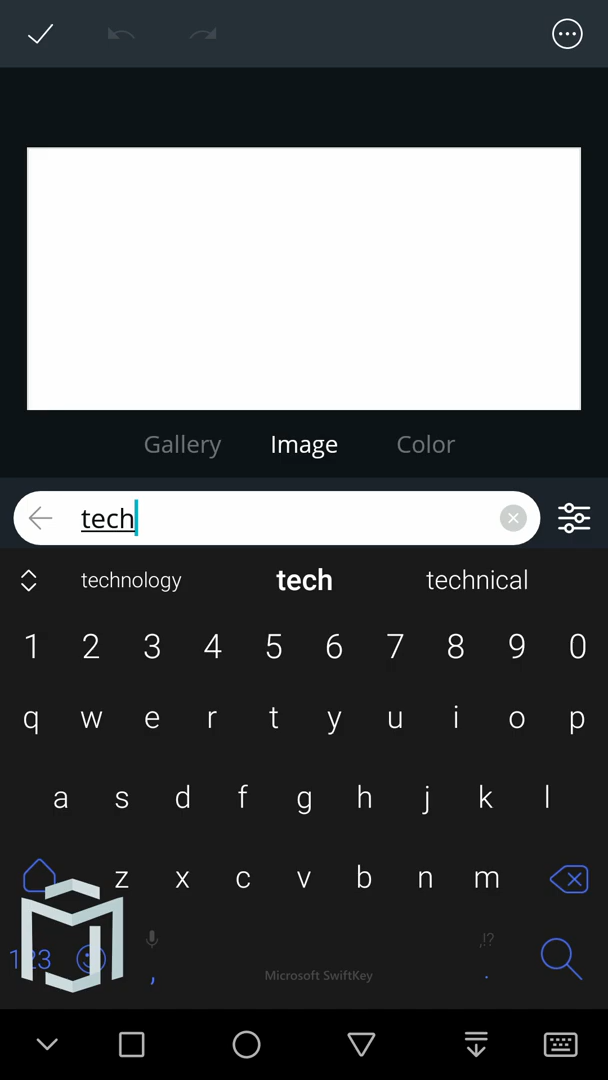 Gallery Image Color
tech
technology tech technical
1 2 3 4 5 6 7 8 9 0
q w e r t y u i o p
a s d f g h j k l
z x c v b n m
123 , Microsoft SwiftKey ,!? .